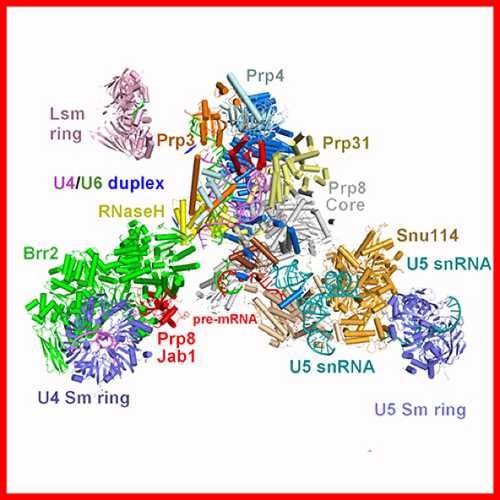 Prp4
Lsm
ring
Prp3
Prp31
U4/U6 duplex
Prp8
Core
RNaseH
Snu114
Brr2
U5 snRNA
pre-mRNA
Prp8
Jab1
U5 snRNA
U4 Sm ring
U5 Sm ring